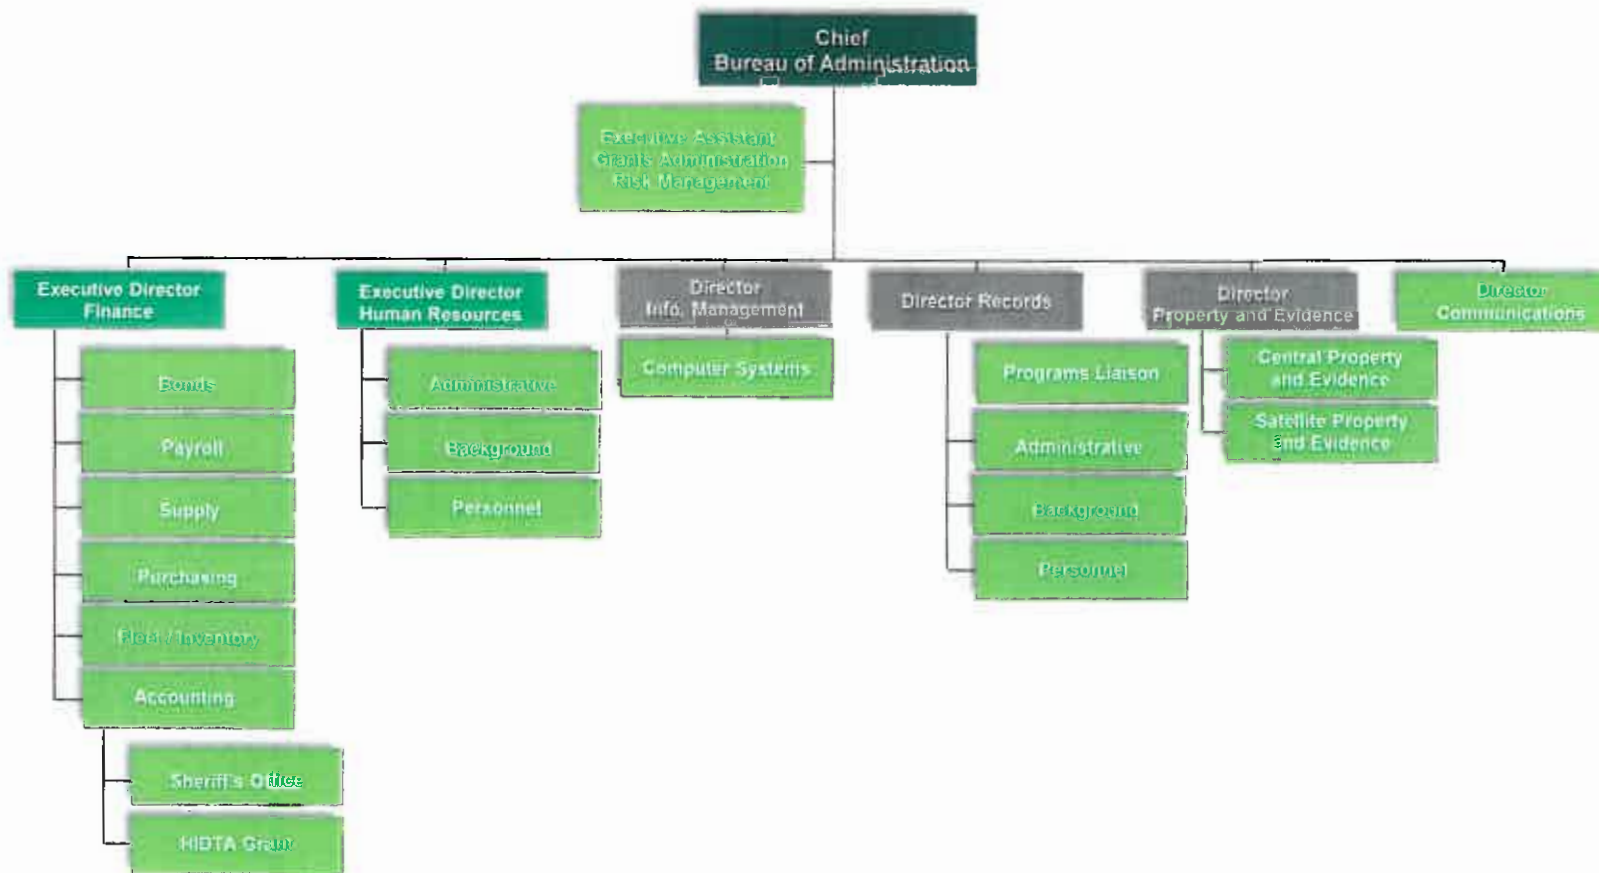 Chief
Bureau of Administration
Executive Assistant
Grants Administration
Risk Management
Executive Director
Finance
Executive Director
Human Resources
Director
Info. Management
Director Records
Director
Property and Evidence
Director
Communications
Bonds
Payroll
Supply
Purchasing
Fleet / Inventory
Accounting
Sheriff's Office
HIDTA Grant
Administrative
Background
Personnel
Computer Systems
Programs Liaison
Administrative
Background
Personnel
Central Property
and Evidence
Satellite Property
and Evidence